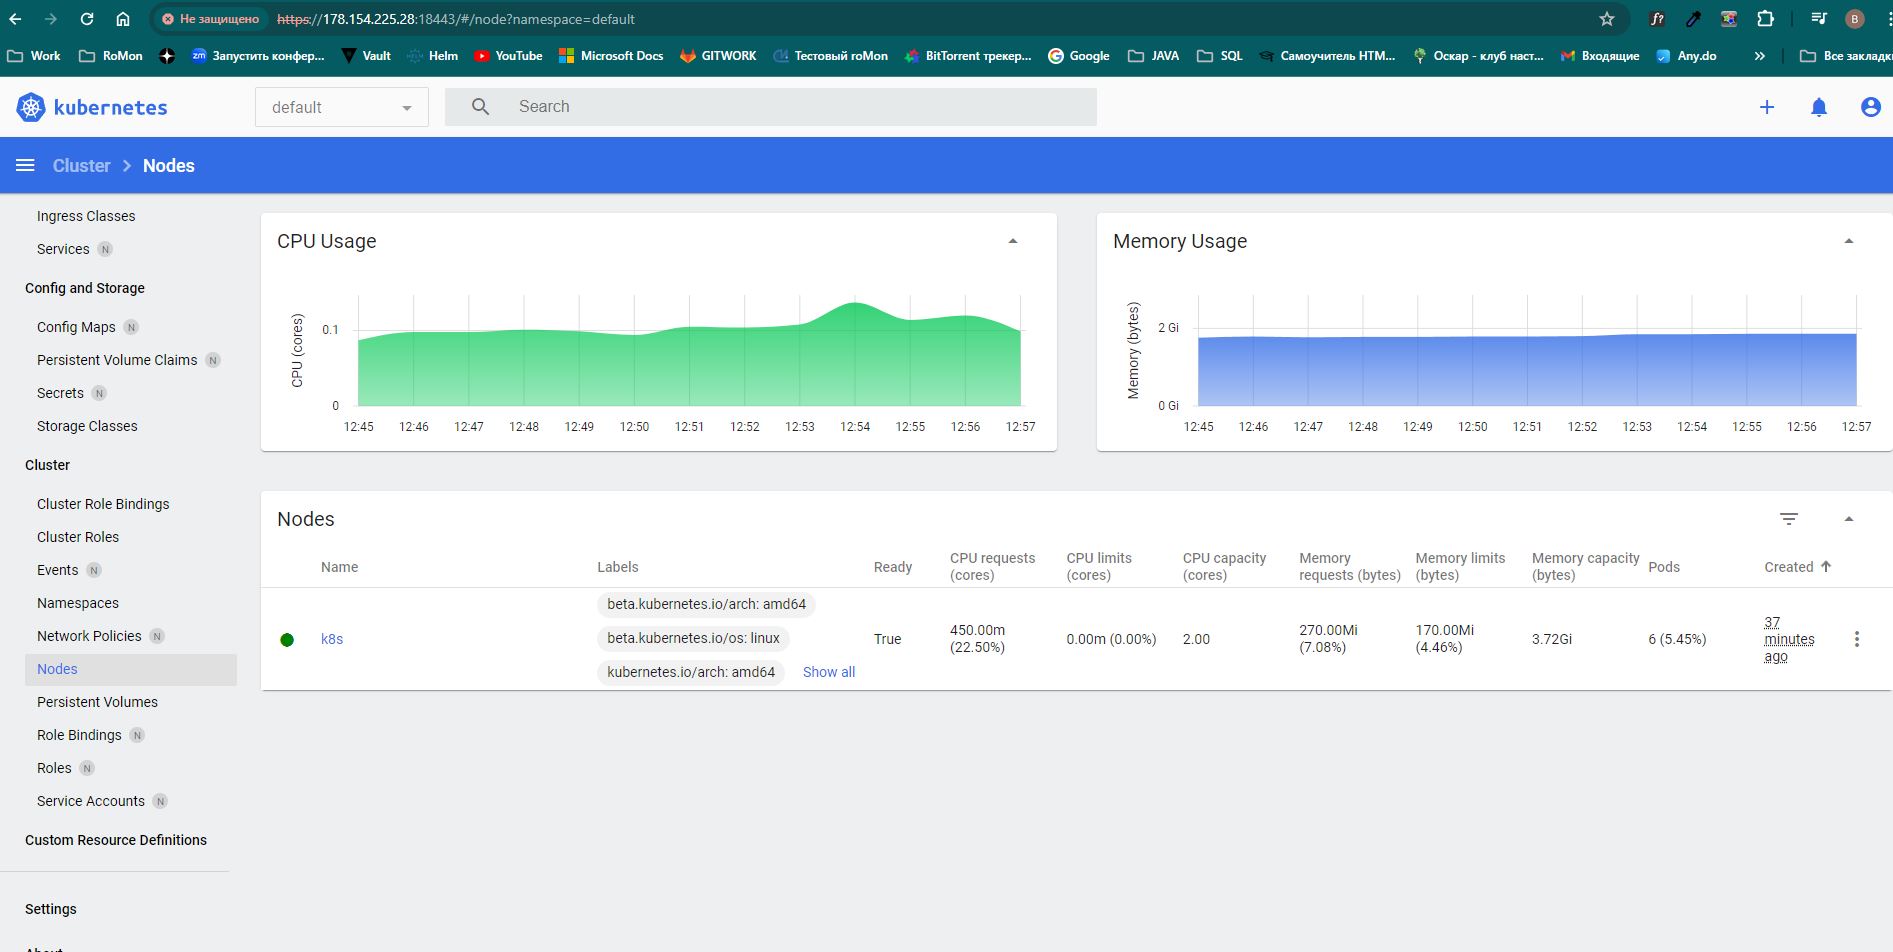 Не защищено https://178.154.225.28:18443/#/node?namespace=default f? B
Work RoMon zm Запустить конфер... Vault Helm YouTube Microsoft Docs GITWORK Тестовый roMon BitTorrent трекер... Google JAVA SQL Самоучитель HTM... Оскар - клуб наст... Входящие Any.do » Все закладки
kubernetes default Search
Cluster Nodes
Ingress Classes
Services N
Config and Storage
Config Maps N
Persistent Volume Claims N
Secrets N
Storage Classes
Cluster
Cluster Role Bindings
Cluster Roles
Events N
Namespaces
Network Policies N
Nodes
Persistent Volumes
Role Bindings N
Roles N
Service Accounts N
Custom Resource Definitions
Settings
About
CPU Usage
CPU (cores)
0.1
0
12:45 12:46 12:47 12:48 12:49 12:50 12:51 12:52 12:53 12:54 12:55 12:56 12:57
Memory Usage
Memory (bytes)
2 Gi
0 Gi
12:45 12:46 12:47 12:48 12:49 12:50 12:51 12:52 12:53 12:54 12:55 12:56 12:57
Nodes
Name Labels Ready CPU requests (cores) CPU limits (cores) CPU capacity (cores) Memory requests (bytes) Memory limits (bytes) Memory capacity (bytes) Pods Created
beta.kubernetes.io/arch: amd64
beta.kubernetes.io/os: linux
kubernetes.io/arch: amd64 Show all
k8s True 450.00m (22.50%) 0.00m (0.00%) 2.00 270.00Mi (7.08%) 170.00Mi (4.46%) 3.72Gi 6 (5.45%) 37 minutes ago